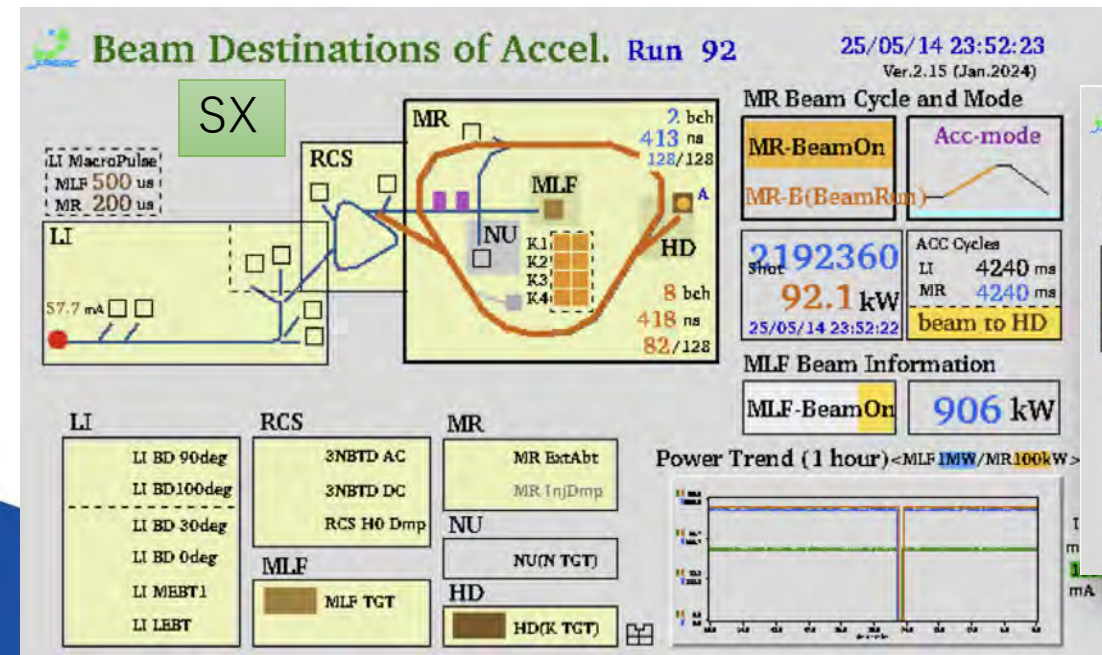 Beam Destinations of Accel. Run 92
25/05/14 23:52:23
Ver.2.15 (Jan.2024)
SX
LI MacroPulse
MLF 500 us
MR 200 us
LI
57.7 mA
RCS
MR
2 bch
413 ns
128/128
MLF
A
NU
K1
K2
K3
K4
HD
8 bch
418 ns
82/128
MR Beam Cycle and Mode
MR-BeamOn
MR-B(BeamRun)
Acc-mode
2192360
Shot
92.1 kW
25/05/14 23:52:22
ACC Cycles
LI 4240 ms
MR 4240 ms
beam to HD
MLF Beam Information
MLF-BeamOn
906 kW
LI
LI BD 90deg
LI BD100deg
LI BD 30deg
LI BD 0deg
LI MEBT1
LI LEBT
RCS
3NBTD AC
3NBTD DC
RCS H0 Dmp
MLF
MLF TGT
MR
MR ExtAbt
MR InjDmp
NU
NU(N TGT)
HD
HD(K TGT)
Power Trend (1 hour) <MLF 1MW/MR 100kW>
mA